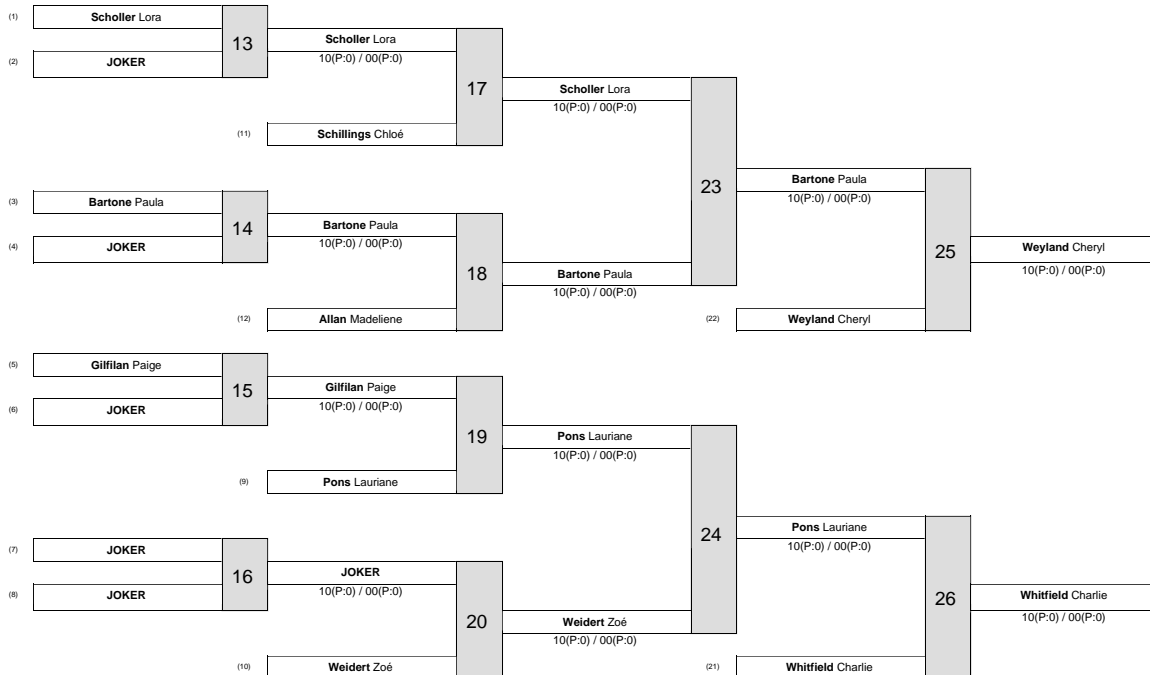 (1) Scholler Lora
13
Scholler Lora
10(P:0) / 00(P:0)
(2) JOKER
17
Scholler Lora
10(P:0) / 00(P:0)
(11) Schillings Chloé
23
Bartone Paula
10(P:0) / 00(P:0)
(3) Bartone Paula
14
Bartone Paula
10(P:0) / 00(P:0)
(4) JOKER
18
Bartone Paula
10(P:0) / 00(P:0)
(12) Allan Madeliene
25
Weyland Cheryl
10(P:0) / 00(P:0)
(22) Weyland Cheryl
(5) Gilfilan Paige
15
Gilfilan Paige
10(P:0) / 00(P:0)
(6) JOKER
19
Pons Lauriane
10(P:0) / 00(P:0)
(9) Pons Lauriane
24
Pons Lauriane
10(P:0) / 00(P:0)
(7) JOKER
16
JOKER
10(P:0) / 00(P:0)
(8) JOKER
20
Weidert Zoé
10(P:0) / 00(P:0)
(10) Weidert Zoé
26
Whitfield Charlie
10(P:0) / 00(P:0)
(21) Whitfield Charlie